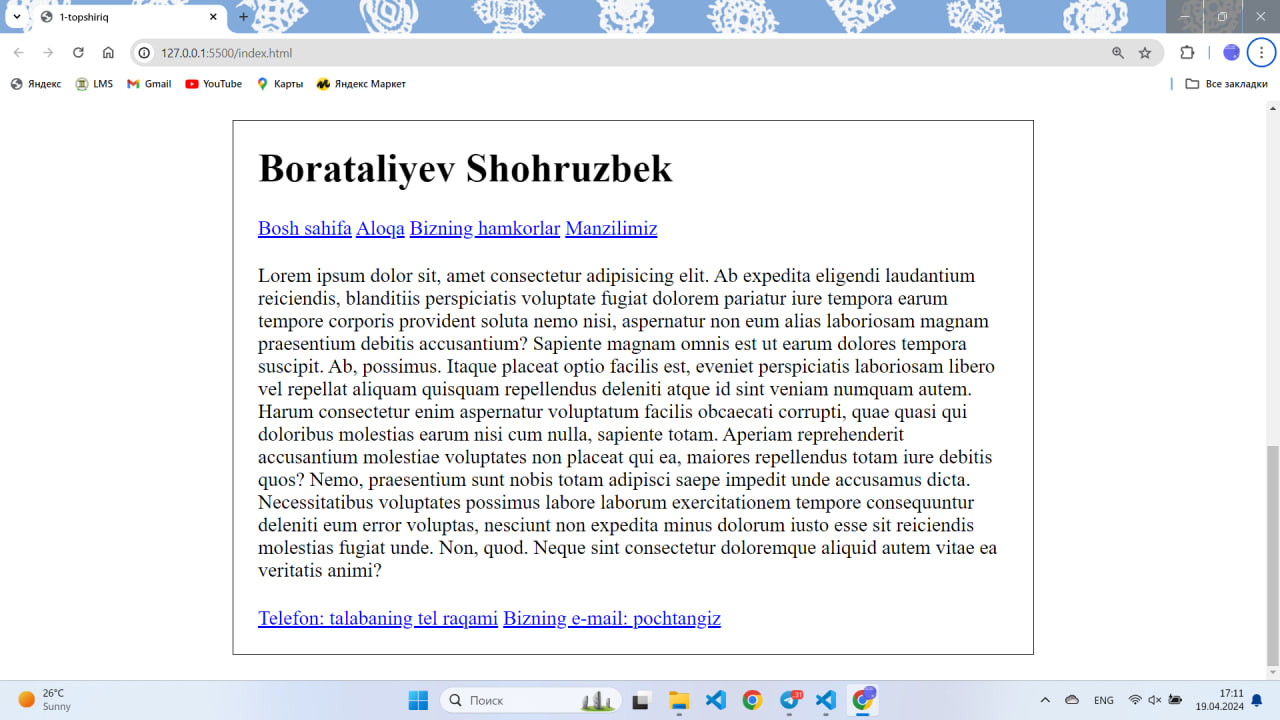 1-topshiriq
127.0.0.1:5500/index.html
Яндекс LMS Gmail YouTube Карты Яндекс Маркет Все закладки
Borataliyev Shohruzbek
Bosh sahifa Aloqa Bizning hamkorlar Manzilimiz
Lorem ipsum dolor sit, amet consectetur adipisicing elit. Ab expedita eligendi laudantium
reiciendis, blanditiis perspiciatis voluptate fugiat dolorem pariatur iure tempora earum
tempore corporis provident soluta nemo nisi, aspernatur non eum alias laboriosam magnam
praesentium debitis accusantium? Sapiente magnam omnis est ut earum dolores tempora
suscipit. Ab, possimus. Itaque placeat optio facilis est, eveniet perspiciatis laboriosam libero
vel repellat aliquam quisquam repellendus deleniti atque id sint veniam numquam autem.
Harum consectetur enim aspernatur voluptatum facilis obcaecati corrupti, quae quasi qui
doloribus molestias earum nisi cum nulla, sapiente totam. Aperiam reprehenderit
accusantium molestiae voluptates non placeat qui ea, maiores repellendus totam iure debitis
quos? Nemo, praesentium sunt nobis totam adipisci saepe impedit unde accusamus dicta.
Necessitatibus voluptates possimus labore laborum exercitationem tempore consequuntur
deleniti eum error voluptas, nesciunt non expedita minus dolorum iusto esse sit reiciendis
molestias fugiat unde. Non, quod. Neque sint consectetur doloremque aliquid autem vitae ea
veritatis animi?
Telefon: talabaning tel raqami Bizning e-mail: pochtangiz
26°C
Sunny
Поиск
31
ENG
17:11
19.04.2024